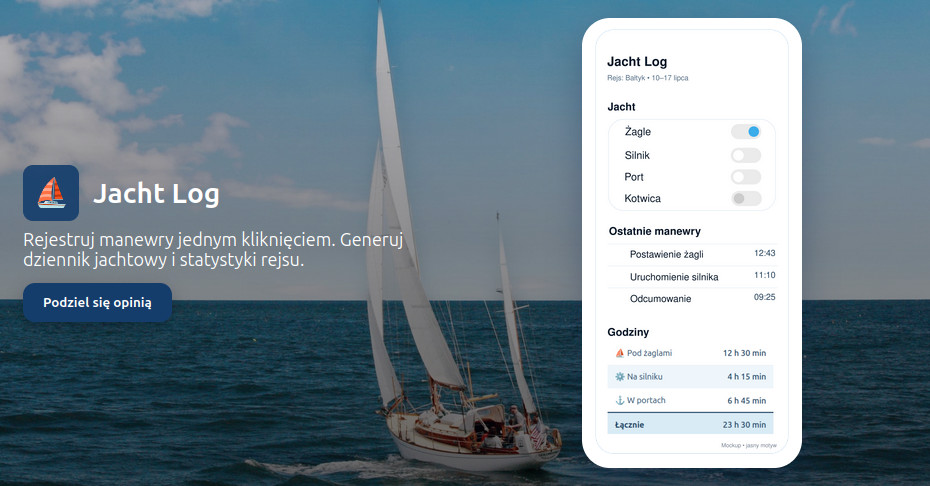 Jacht Log
Rejestruj manewry jednym kliknięciem. Generuj
dziennik jachtowy i statystyki rejsu.
Podziel się opinią
Jacht Log
Rejs: Bałtyk • 10–17 lipca
Jacht
Żagle
Silnik
Port
Kotwica
Ostatnie manewry
Postawienie żagli 12:43
Uruchomienie silnika 11:10
Odcumowanie 09:25
Godziny
Pod żaglami 12 h 30 min
Na silniku 4 h 15 min
W portach 6 h 45 min
Łącznie 23 h 30 min
Mockup • jasny motyw